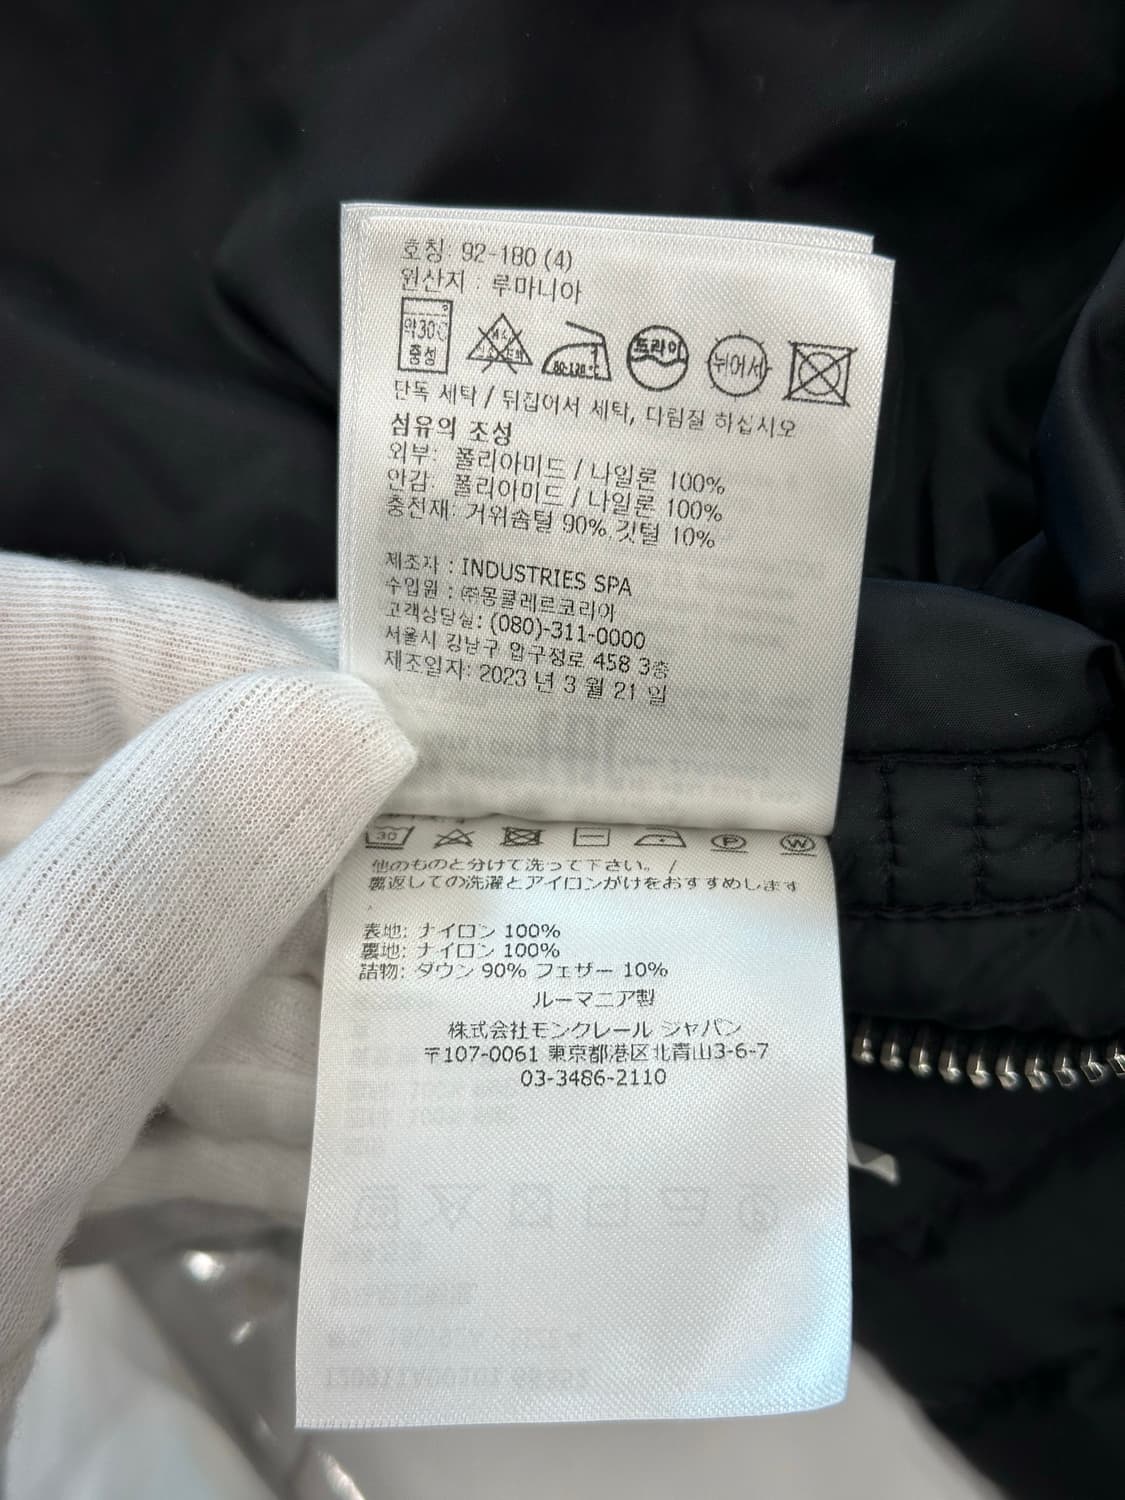 호칭: 92-180 (4)
원산지 : 루마니아
약30℃
중성
80-120℃
드라이
뉘어서
단독 세탁 / 뒤집어서 세탁, 다림질 하십시오
섬유의 조성
외부: 폴리아미드 / 나일론 100%
안감: 폴리아미드 / 나일론 100%
충전재: 거위솜털 90%.깃털 10%
제조자 : INDUSTRIES SPA
수입원 : ㈜몽클레르코리아
고객상담실: (080)-311-0000
서울시 강남구 압구정로 458 3층
제조일자: 2023 년 3 월 21 일
30
P
W
他のものと分けて洗って下さい。 /
裏返しての洗濯とアイロンがけをおすすめします
表地: ナイロン 100%
裏地: ナイロン 100%
詰物: ダウン 90% フェザー 10%
ルーマニア製
株式会社モンクレール ジャパン
〒107-0061 東京都港区北青山3-6-7
03-3486-2110